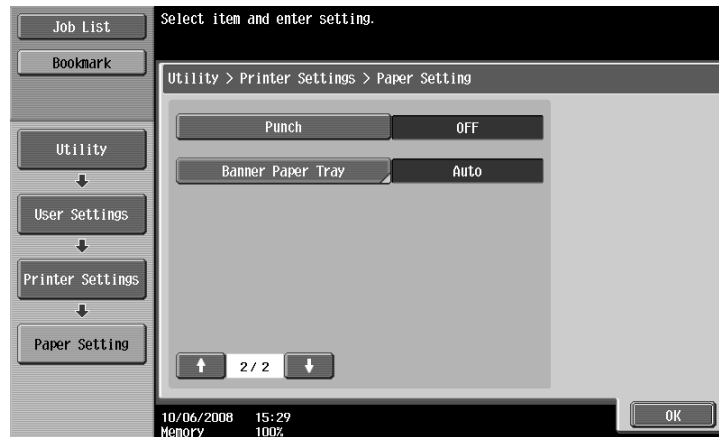 Job List
Bookmark
Select item and enter setting.
Utility > Printer Settings > Paper Setting
Utility
User Settings
Printer Settings
Paper Setting
Punch OFF
Banner Paper Tray Auto
2/2
10/06/2008 15:29
Memory 100%
OK